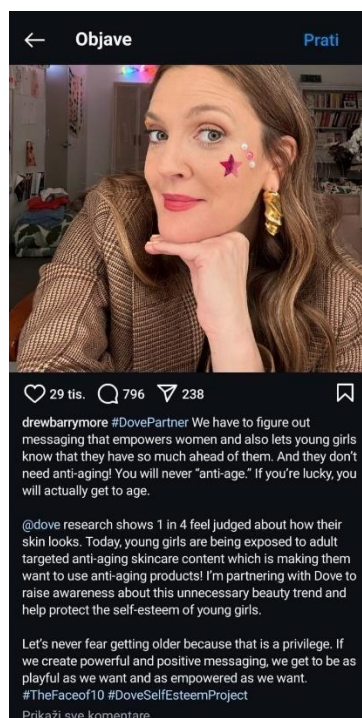 Objave
Prati
29 tis. 796 238
drewbarrymore #DovePartner We have to figure out
messaging that empowers women and also lets young girls
know that they have so much ahead of them. And they don't
need anti-aging! You will never “anti-age.” If you're lucky, you
will actually get to age.
@dove research shows 1 in 4 feel judged about how their
skin looks. Today, young girls are being exposed to adult
targeted anti-aging skincare content which is making them
want to use anti-aging products! I'm partnering with Dove to
raise awareness about this unnecessary beauty trend and
help protect the self-esteem of young girls.
Let's never fear getting older because that is a privilege. If
we create powerful and positive messaging, we get to be as
playful as we want and as empowered as we want.
#TheFaceof10 #DoveSelfEsteemProject
Prikaži sve komentare